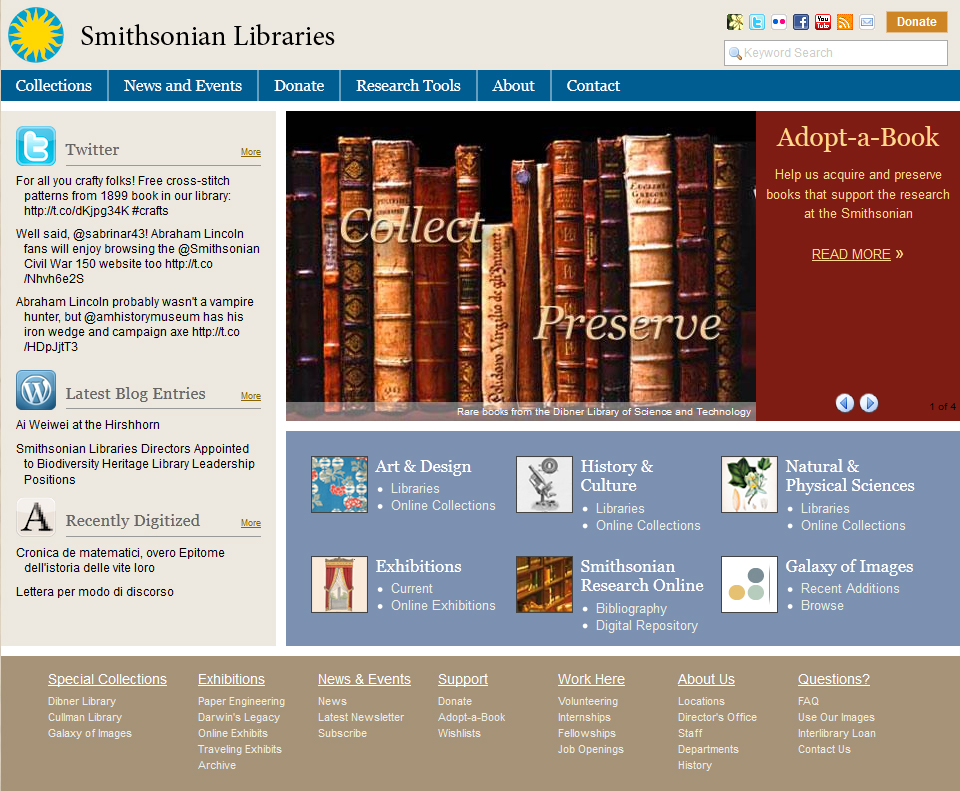 Smithsonian Libraries
Donate
Keyword Search
Collections
News and Events
Donate
Research Tools
About
Contact
Twitter
More
For all you crafty folks! Free cross-stitch
patterns from 1899 book in our library:
http://t.co/dKjpg34K #crafts
Well said, @sabrinar43! Abraham Lincoln
fans will enjoy browsing the @Smithsonian
Civil War 150 website too http://t.co
/Nhvh6e2S
Abraham Lincoln probably wasn't a vampire
hunter, but @amhistorymuseum has his
iron wedge and campaign axe http://t.co
/HDpJjtT3
Latest Blog Entries
More
Ai Weiwei at the Hirshhorn
Smithsonian Libraries Directors Appointed
to Biodiversity Heritage Library Leadership
Positions
Recently Digitized
More
Cronica de matematici, overo Epitome
dell'istoria delle vite loro
Lettera per modo di discorso
Collect
Preserve
Rare books from the Dibner Library of Science and Technology
Adopt-a-Book
Help us acquire and preserve
books that support the research
at the Smithsonian
READ MORE »
1 of 4
Art & Design
Libraries
Online Collections
History &
Culture
Libraries
Online Collections
Natural &
Physical Sciences
Libraries
Online Collections
Exhibitions
Current
Online Exhibitions
Smithsonian
Research Online
Bibliography
Digital Repository
Galaxy of Images
Recent Additions
Browse
Special Collections
Dibner Library
Cullman Library
Galaxy of Images
Exhibitions
Paper Engineering
Darwin's Legacy
Online Exhibits
Traveling Exhibits
Archive
News & Events
News
Latest Newsletter
Subscribe
Support
Donate
Adopt-a-Book
Wishlists
Work Here
Volunteering
Internships
Fellowships
Job Openings
About Us
Locations
Director's Office
Staff
Departments
History
Questions?
FAQ
Use Our Images
Interlibrary Loan
Contact Us